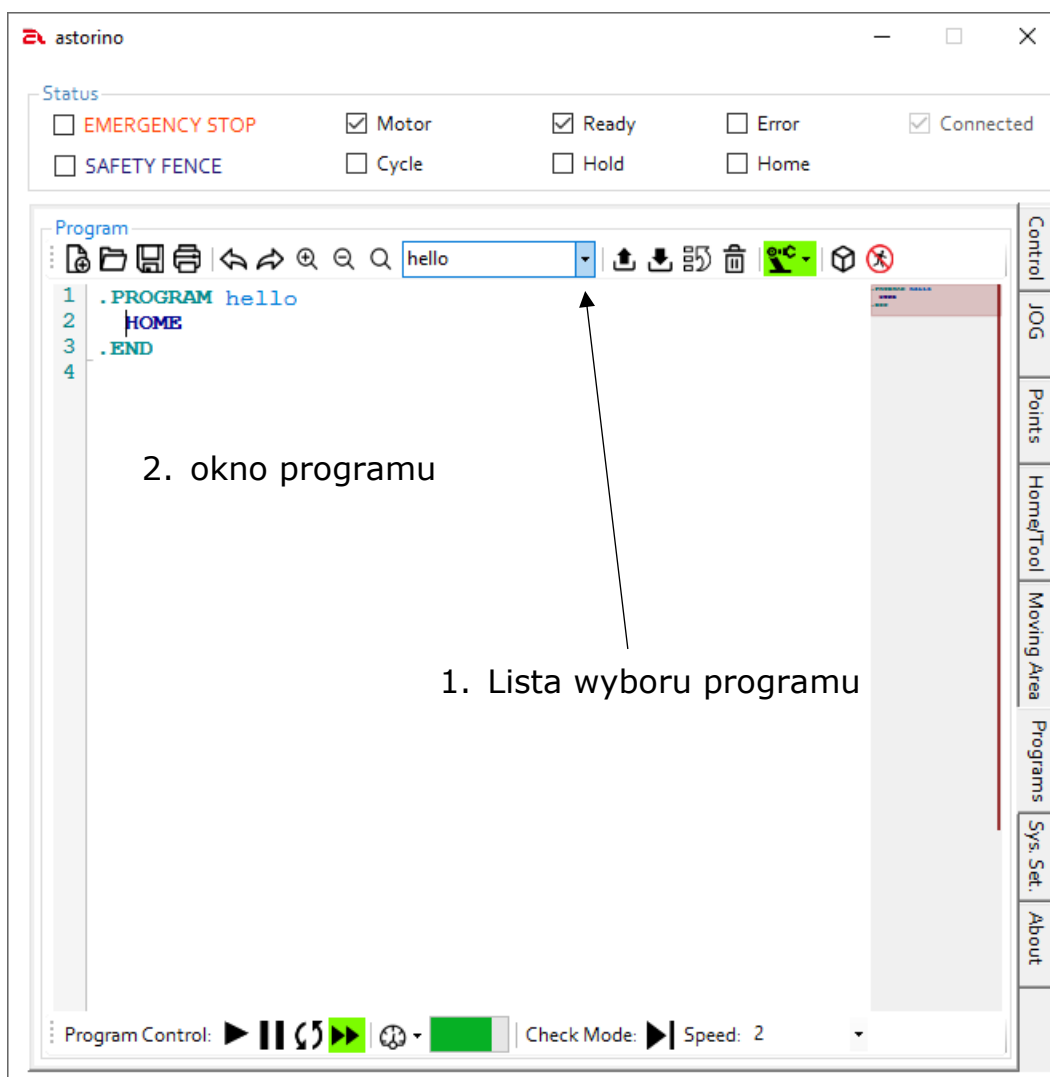 astorino
Status
EMERGENCY STOP
Motor
Ready
Error
Connected
SAFETY FENCE
Cycle
Hold
Home
Program
hello
1 .PROGRAM hello
2 HOME
3 .END
4
2. okno programu
1. Lista wyboru programu
Control
JOG
Points
Home/Tool
Moving Area
Programs
Sys. Set.
About
Program Control:
Check Mode:
Speed: 2